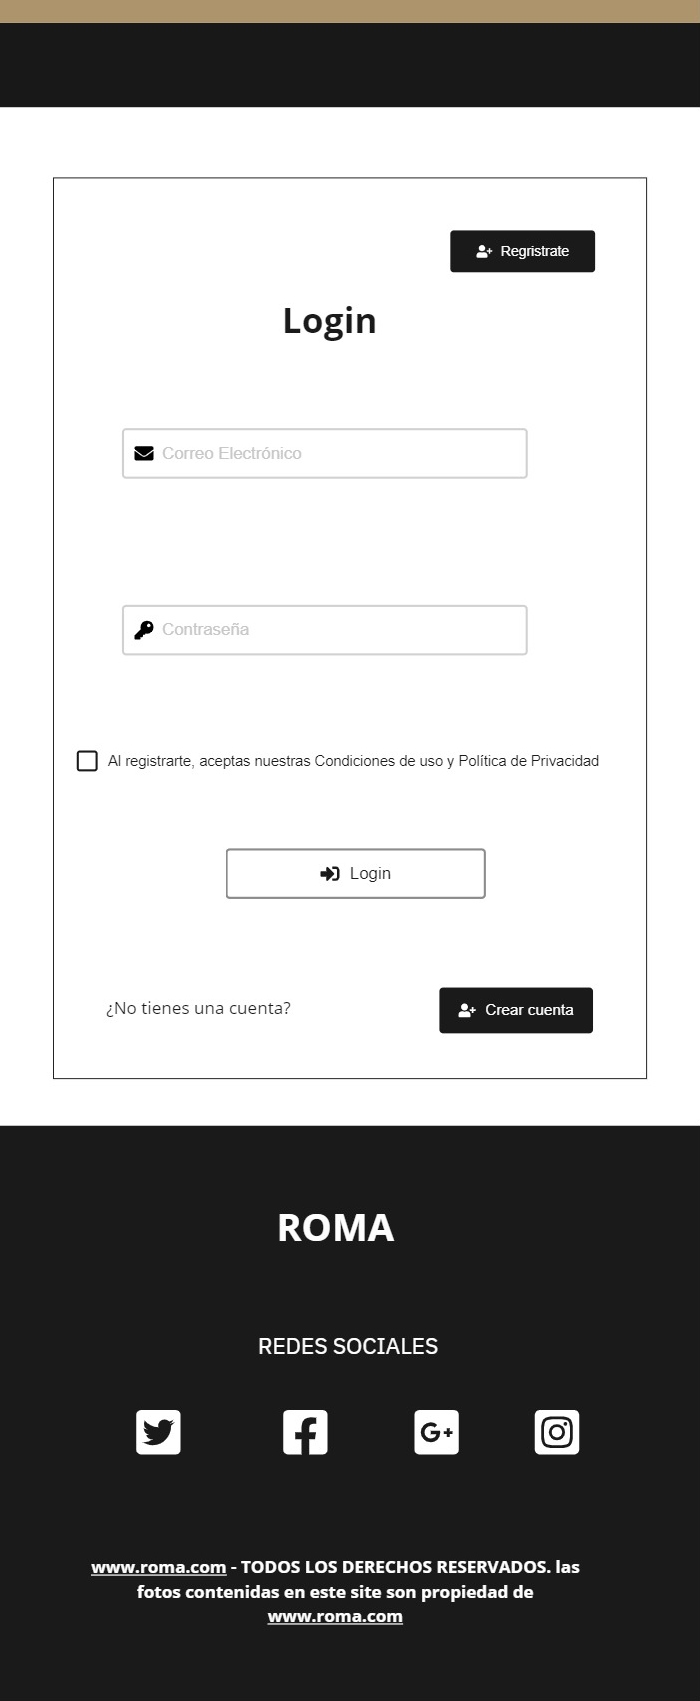 Regristrate
Login
Correo Electrónico
Contraseña
Al registrarte, aceptas nuestras Condiciones de uso y Política de Privacidad
Login
¿No tienes una cuenta?
Crear cuenta
ROMA
REDES SOCIALES
www.roma.com - TODOS LOS DERECHOS RESERVADOS. las
fotos contenidas en este site son propiedad de
www.roma.com